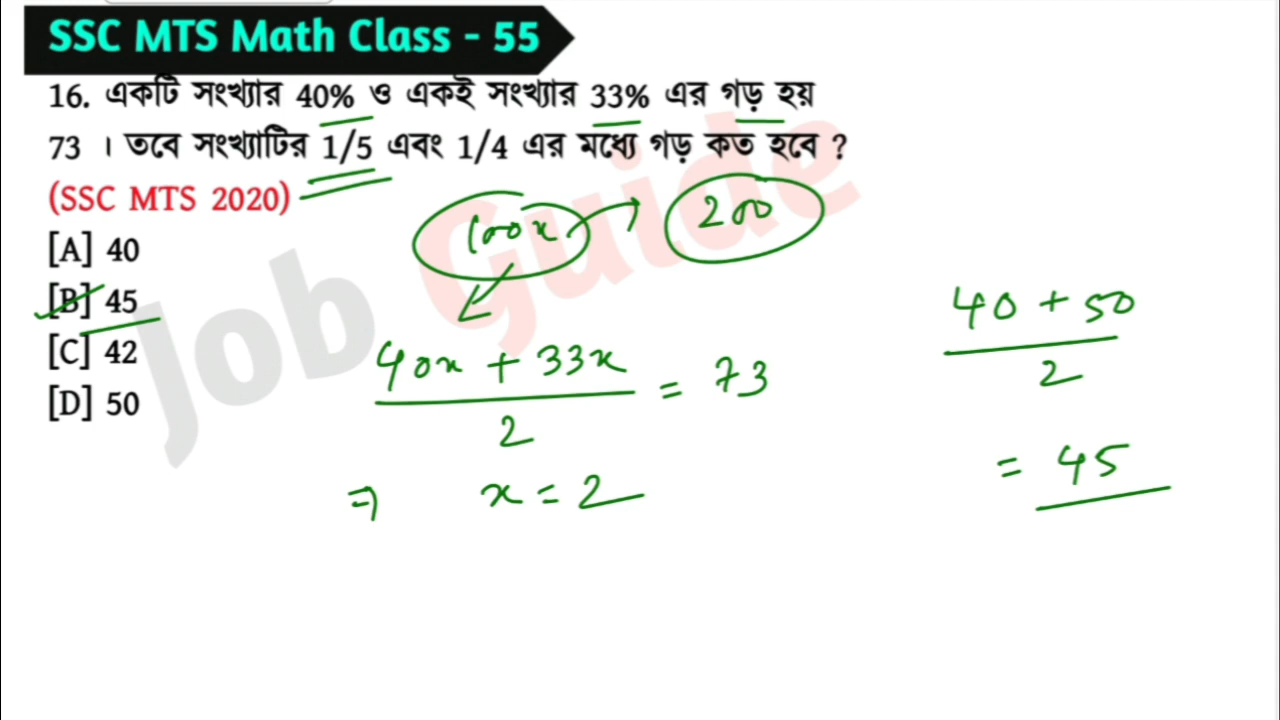 SSC MTS Math Class - 55
16. একটি সংখ্যার 40% ও একই সংখ্যার 33% এর গড় হয়
73 । তবে সংখ্যাটির 1/5 এবং 1/4 এর মধ্যে গড় কত হবে ?
(SSC MTS 2020)
[A] 40
[B] 45
[C] 42
[D] 50
100x
200
40x + 33x
2
= 73
⇒ x = 2
40 + 50
2
= 45
Job Guide